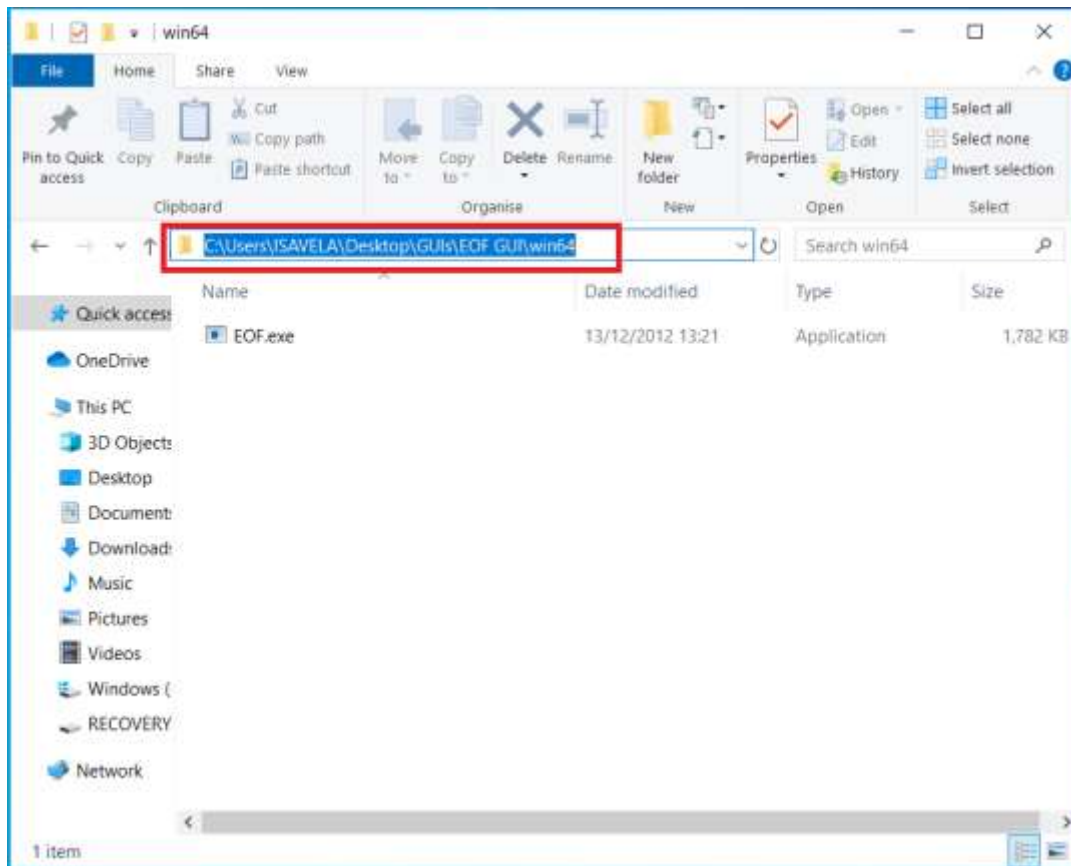 win64
File Home Share View
Pin to Quick access
Copy
Paste
Cut
Copy path
Paste shortcut
Clipboard
Move to
Copy to
Delete
Rename
Organise
New folder
New
Properties
Open
Edit
History
Open
Select all
Select none
Invert selection
Select
C:\Users\ISAVELA\Desktop\GUIs\EOF GUI\win64
Search win64
Name Date modified Type Size
EOF.exe 13/12/2012 13:21 Application 1,782 KB
Quick access
OneDrive
This PC
3D Objects
Desktop
Document
Download
Music
Pictures
Videos
Windows (
RECOVERY
Network
1 item